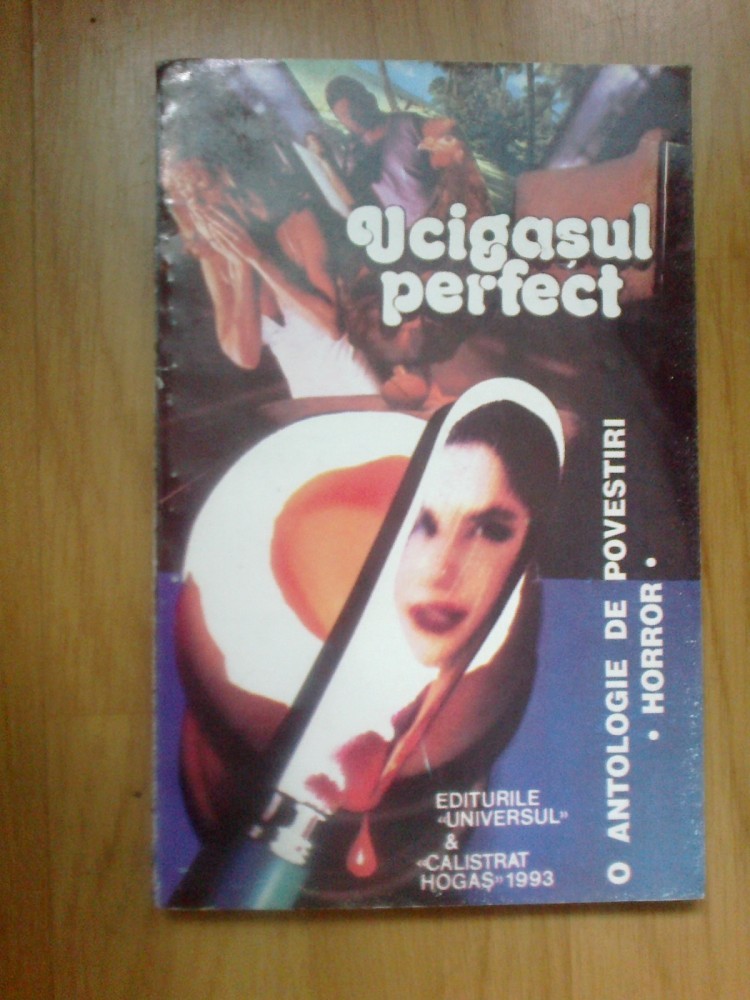 Ucigașul
perfect
O ANTOLOGIE DE POVESTIRI
• HORROR •
EDITURILE
«UNIVERSUL»
&
«CALISTRAT
HOGAȘ» 1993